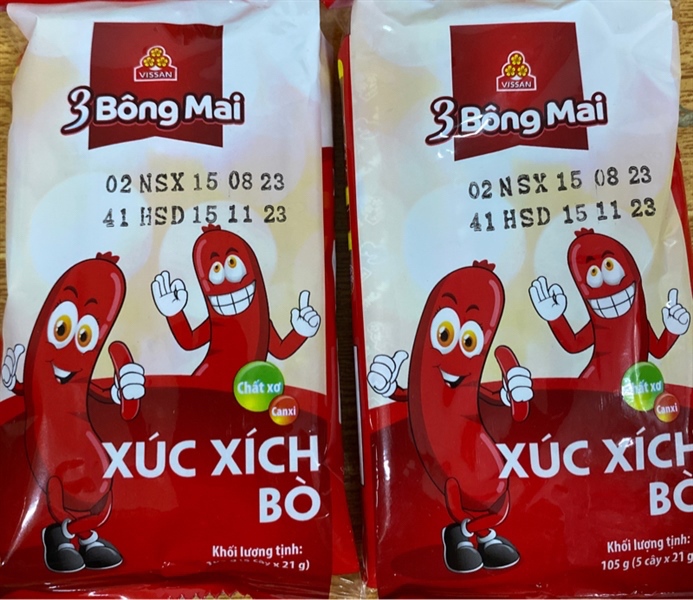 VISSAN
3 Bông Mai
02 NSX 15 08 23
41 HSD 15 11 23
Chất xơ
Canxi
XÚC XÍCH
BÒ
Khối lượng tịnh:
x 21 g)
VISSAN
3 Bông Mai
02 NSX 15 08 23
41 HSD 15 11 23
Chất xơ
Canxi
XÚC XÍCH
BÒ
Khối lượng tịnh:
105 g (5 cây x 21 g